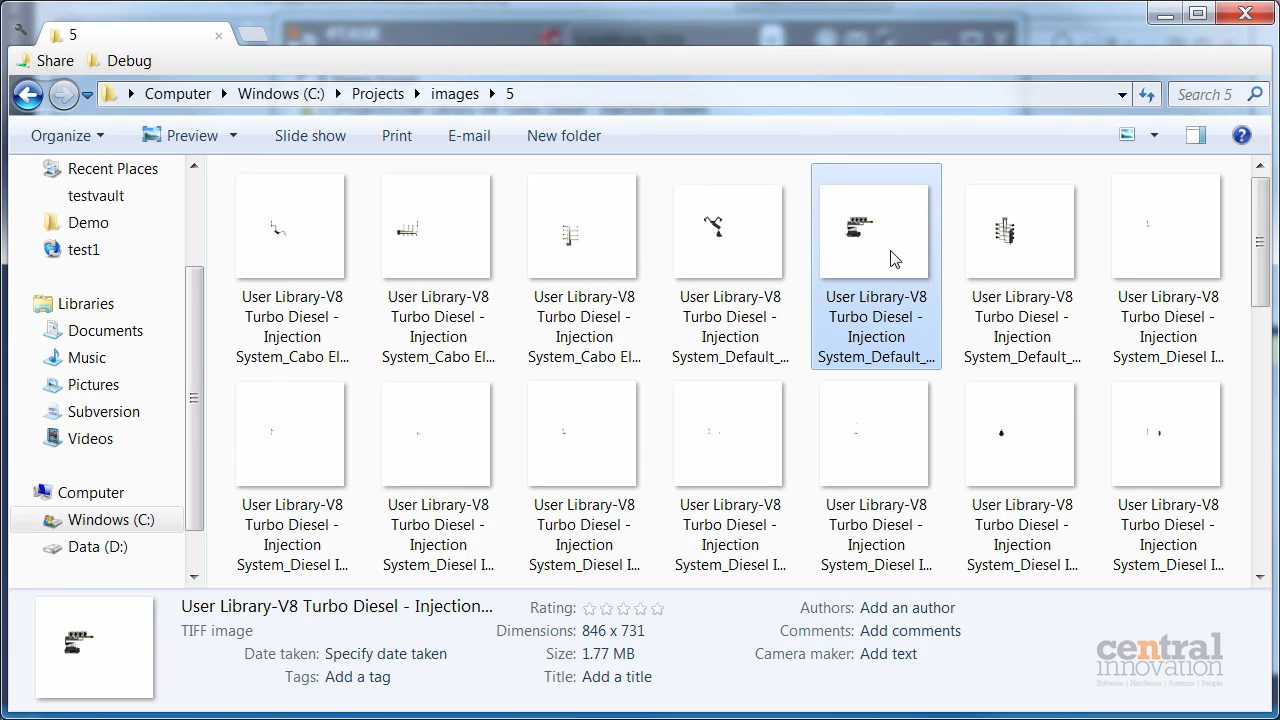 5
Share
Debug
Computer
Windows (C:)
Projects
images
5
Search 5
Organize
Preview
Slide show
Print
E-mail
New folder
Recent Places
testvault
Demo
test1
Libraries
Documents
Music
Pictures
Subversion
Videos
Computer
Windows (C:)
Data (D:)
User Library-V8
Turbo Diesel -
Injection
System_Cabo El...
User Library-V8
Turbo Diesel -
Injection
System_Cabo El...
User Library-V8
Turbo Diesel -
Injection
System_Cabo El...
User Library-V8
Turbo Diesel -
Injection
System_Default_...
User Library-V8
Turbo Diesel -
Injection
System_Default_...
User Library-V8
Turbo Diesel -
Injection
System_Default_...
User Library-V8
Turbo Diesel -
Injection
System_Diesel I...
User Library-V8
Turbo Diesel -
Injection
System_Diesel I...
User Library-V8
Turbo Diesel -
Injection
System_Diesel I...
User Library-V8
Turbo Diesel -
Injection
System_Diesel I...
User Library-V8
Turbo Diesel -
Injection
System_Diesel I...
User Library-V8
Turbo Diesel -
Injection
System_Diesel I...
User Library-V8
Turbo Diesel -
Injection
System_Diesel I...
User Library-V8
Turbo Diesel -
Injection
System_Diesel I...
User Library-V8 Turbo Diesel - Injection...
TIFF image
Date taken: Specify date taken
Tags: Add a tag
Rating:
Dimensions: 846 x 731
Size: 1.77 MB
Title: Add a title
Authors: Add an author
Comments: Add comments
Camera maker: Add text
central
innovation
Software | Hardware | Systems | People